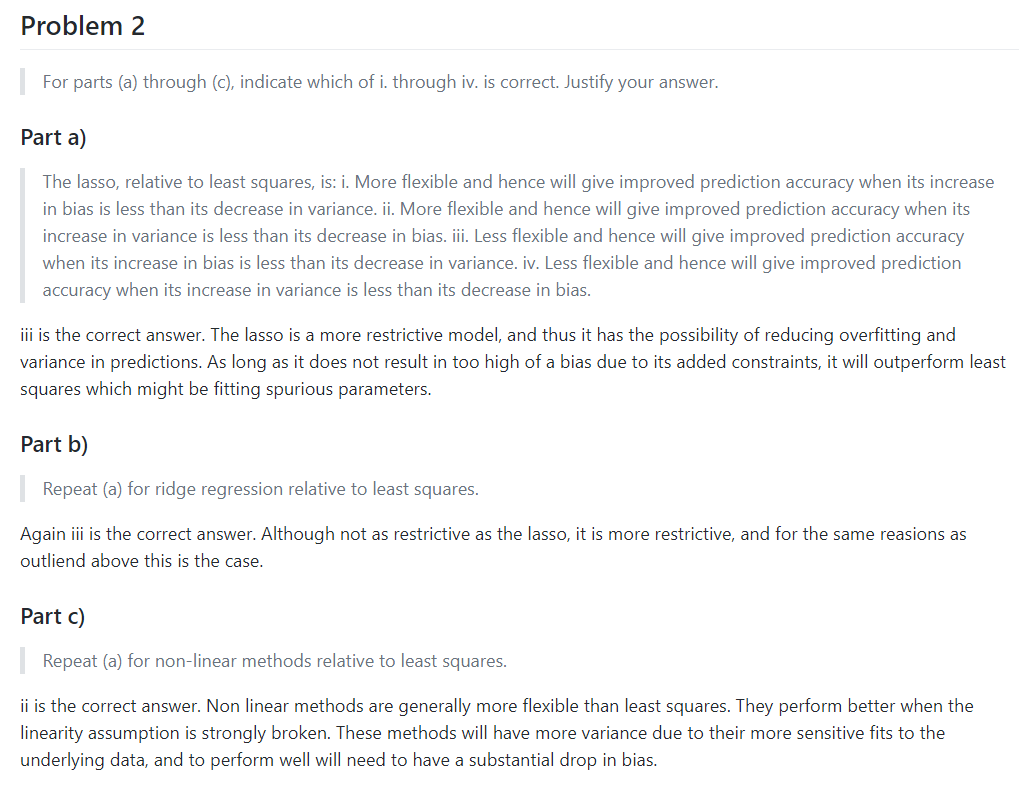 Problem 2
For parts (a) through (c), indicate which of i. through iv. is correct. Justify your answer.
Part a)
The lasso, relative to least squares, is: i. More flexible and hence will give improved prediction accuracy when its increase
in bias is less than its decrease in variance. ii. More flexible and hence will give improved prediction accuracy when its
increase in variance is less than its decrease in bias. iii. Less flexible and hence will give improved prediction accuracy
when its increase in bias is less than its decrease in variance. iv. Less flexible and hence will give improved prediction
accuracy when its increase in variance is less than its decrease in bias.
iii is the correct answer. The lasso is a more restrictive model, and thus it has the possibility of reducing overfitting and
variance in predictions. As long as it does not result in too high of a bias due to its added constraints, it will outperform least
squares which might be fitting spurious parameters.
Part b)
Repeat (a) for ridge regression relative to least squares.
Again iii is the correct answer. Although not as restrictive as the lasso, it is more restrictive, and for the same reasons as
outliend above this is the case.
Part c)
Repeat (a) for non-linear methods relative to least squares.
ii is the correct answer. Non linear methods are generally more flexible than least squares. They perform better when the
linearity assumption is strongly broken. These methods will have more variance due to their more sensitive fits to the
underlying data, and to perform well will need to have a substantial drop in bias.